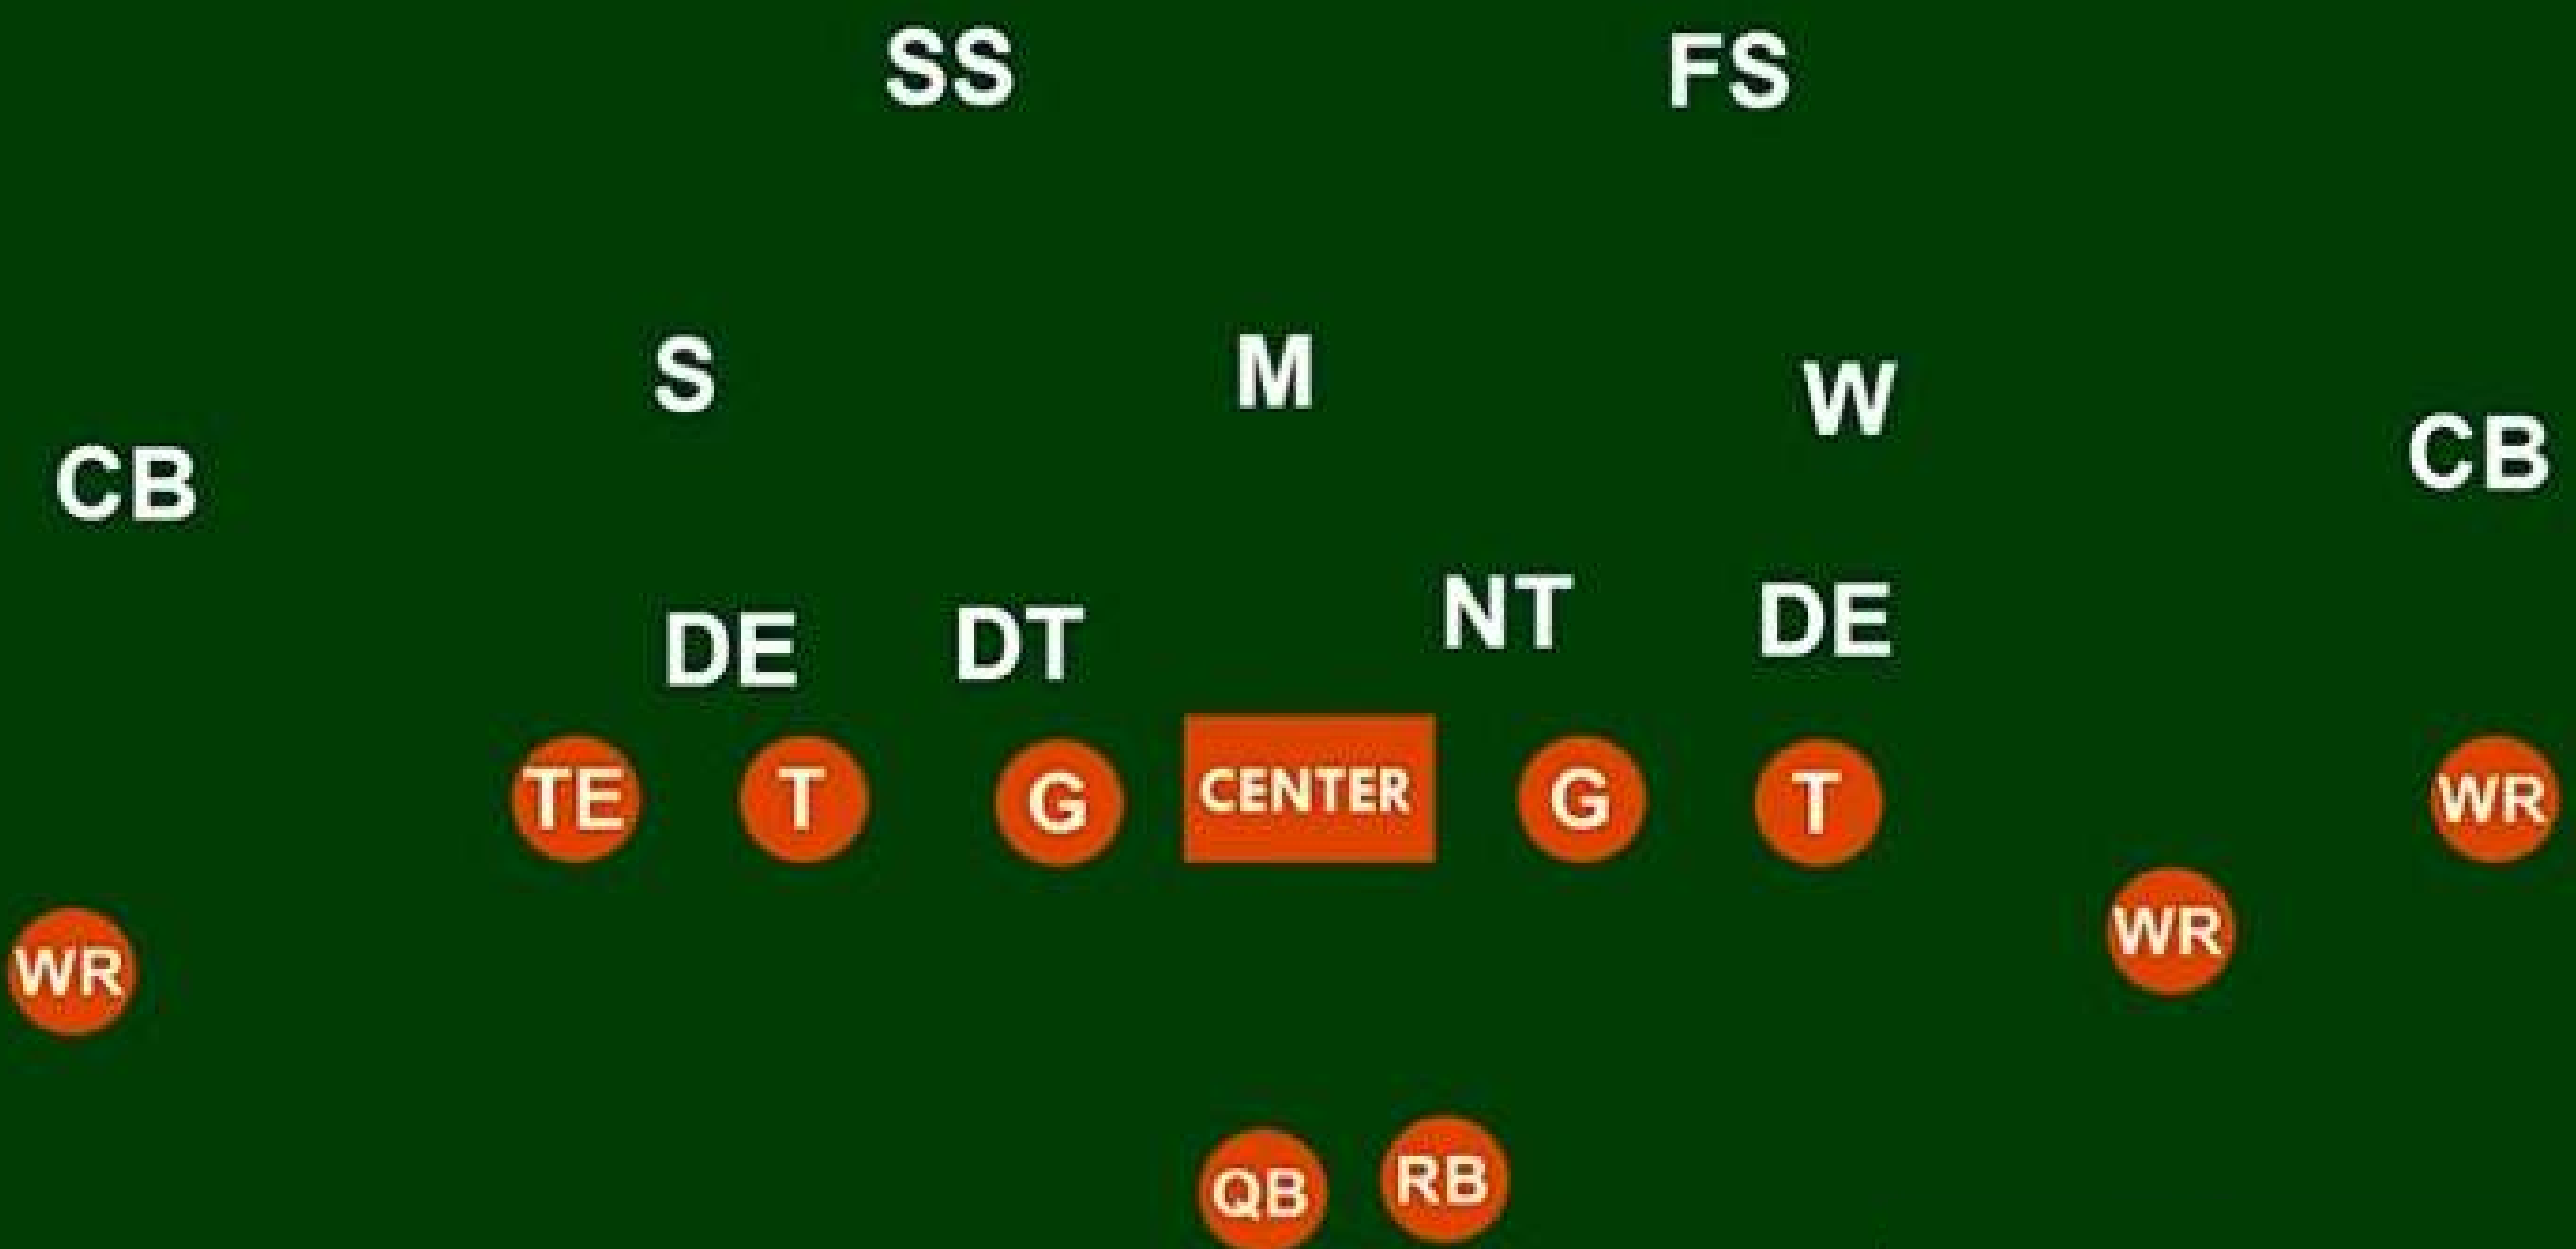 SS FS
S M W
CB CB
DE DT NT DE
TE T G CENTER G T WR
WR WR
QB RB